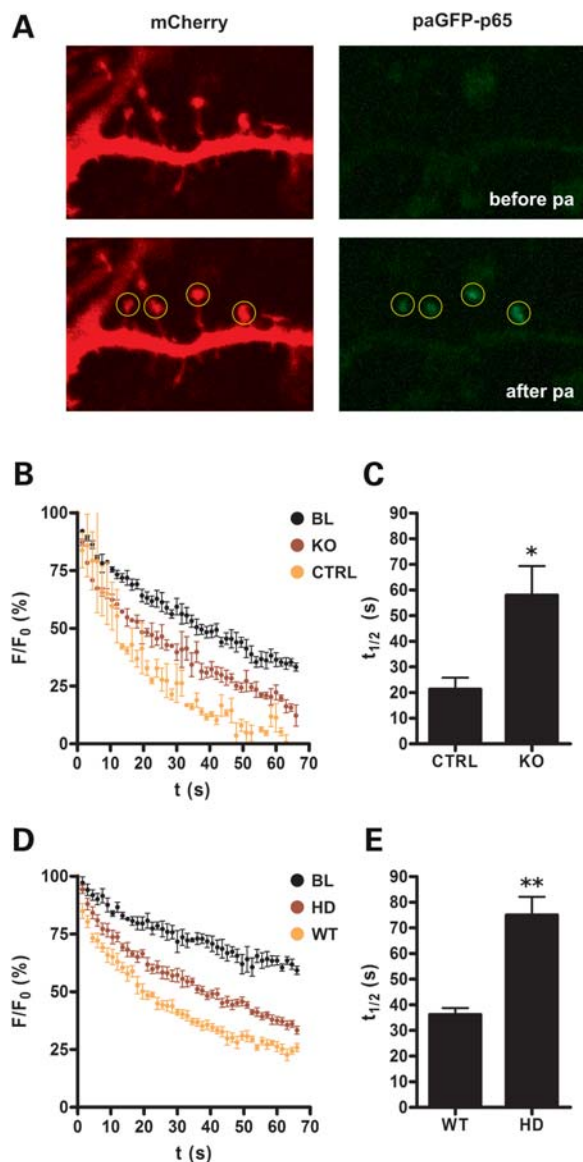 A
mCherry
paGFP-p65
before pa
after pa
B
100
75
50
25
0
F/F0 (%)
0 10 20 30 40 50 60 70
t (s)
BL
KO
CTRL
C
90
80
70
60
50
40
30
20
10
0
t1/2 (s)
*
CTRL KO
D
100
75
50
25
0
F/F0 (%)
0 10 20 30 40 50 60 70
t (s)
BL
HD
WT
E
90
80
70
60
50
40
30
20
10
0
t1/2 (s)
**
WT HD